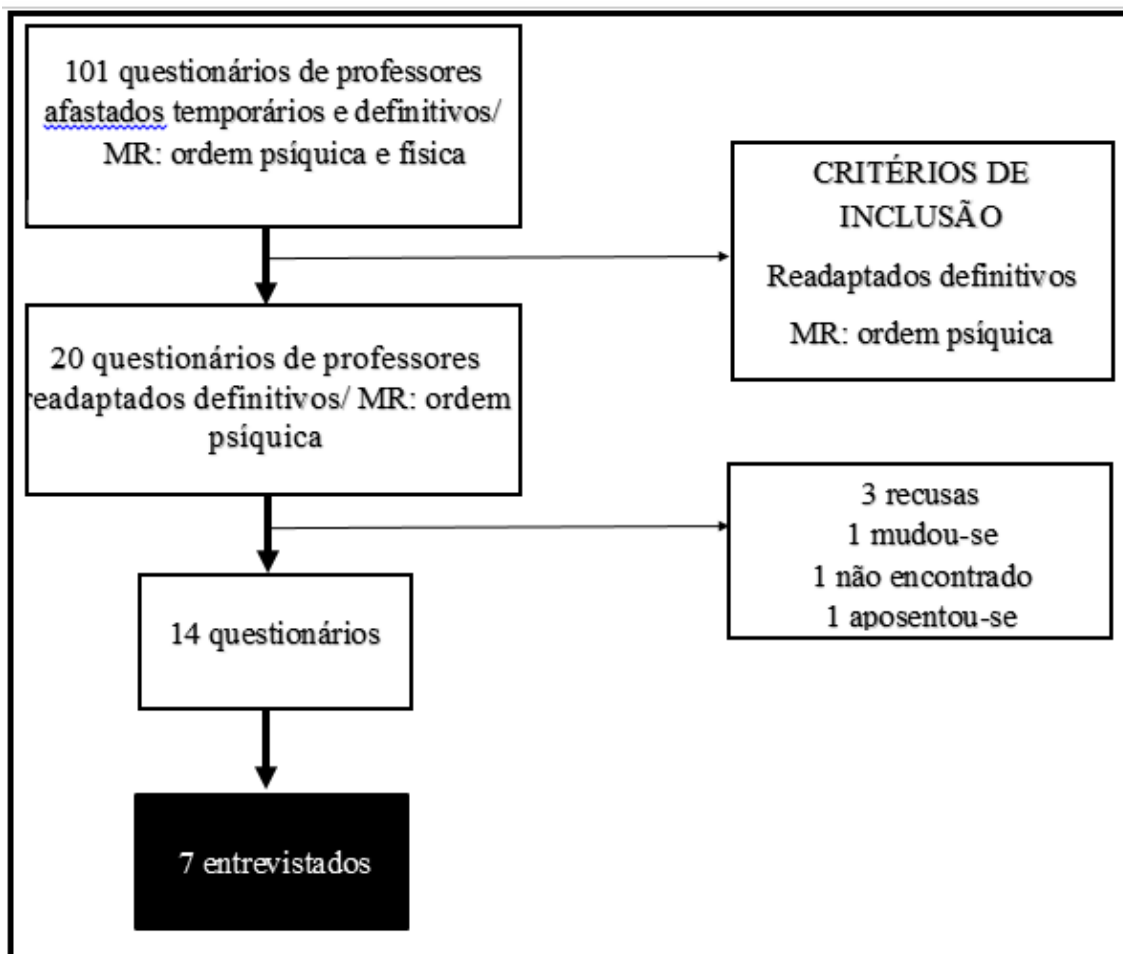 101 questionários de professores
afastados temporários e definitivos/
MR: ordem psíquica e física
CRITÉRIOS DE
INCLUSÃO
Readaptados definitivos
MR: ordem psíquica
20 questionários de professores
readaptados definitivos/ MR: ordem
psíquica
3 recusas
1 mudou-se
1 não encontrado
1 aposentou-se
14 questionários
7 entrevistados